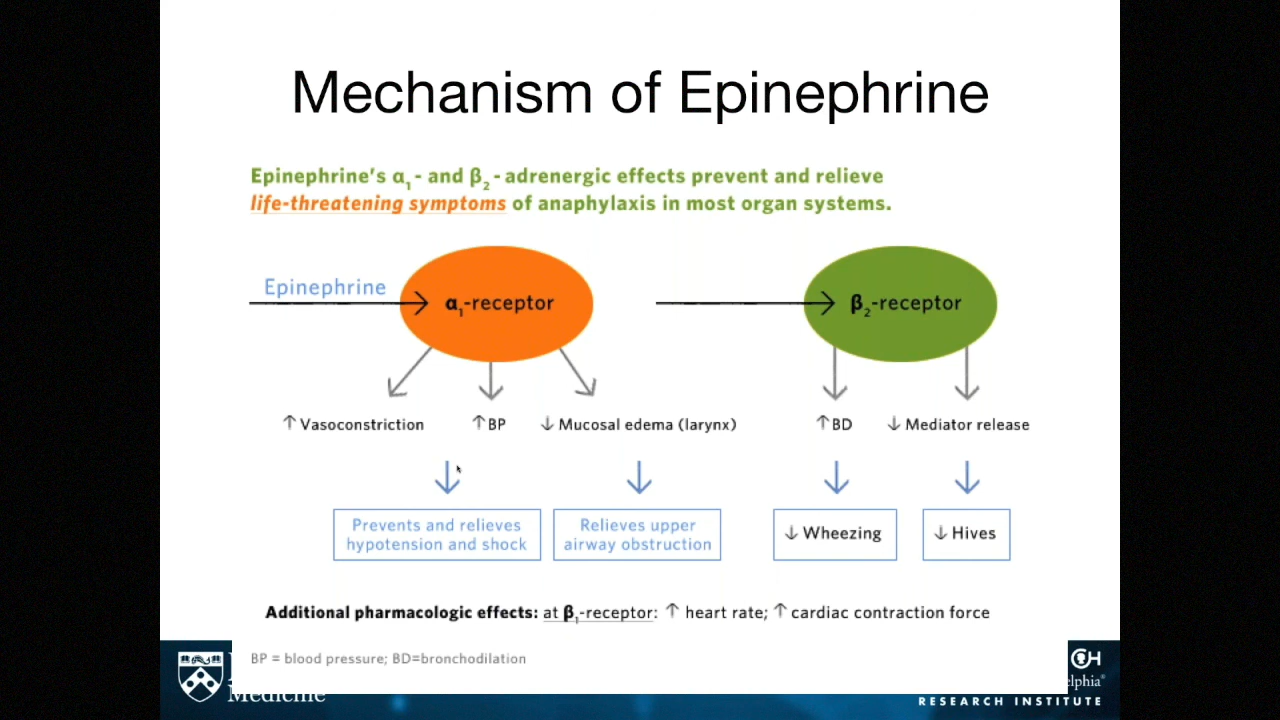 Mechanism of Epinephrine
Epinephrine's α₁- and β₂- adrenergic effects prevent and relieve
life-threatening symptoms of anaphylaxis in most organ systems.
Epinephrine
α₁-receptor
β₂-receptor
↑ Vasoconstriction
↑ BP
↓ Mucosal edema (larynx)
↑ BD
↓ Mediator release
Prevents and relieves
hypotension and shock
Relieves upper
airway obstruction
↓ Wheezing
↓ Hives
Additional pharmacologic effects: at β₁-receptor: ↑ heart rate; ↑ cardiac contraction force
BP = blood pressure; BD=bronchodilation
Medicine
RESEARCH INSTITUTE